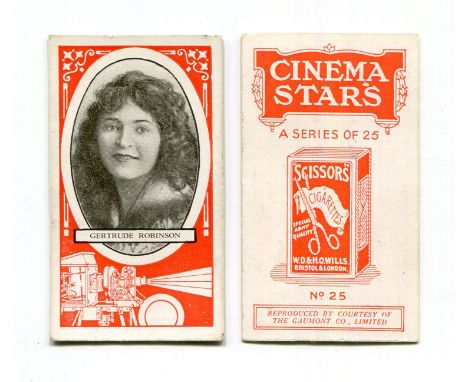 GERTRUDE ROBINSON
CINEMA
STARS
A SERIES OF 25
"SCISSORS"
CIGARETTES
SPECIAL
ARMY
QUALITY
W.D.& H.O. WILLS
BRISTOL & LONDON.
No 25
REPRODUCED BY COURTESY OF
THE GAUMONT CO., LIMITED